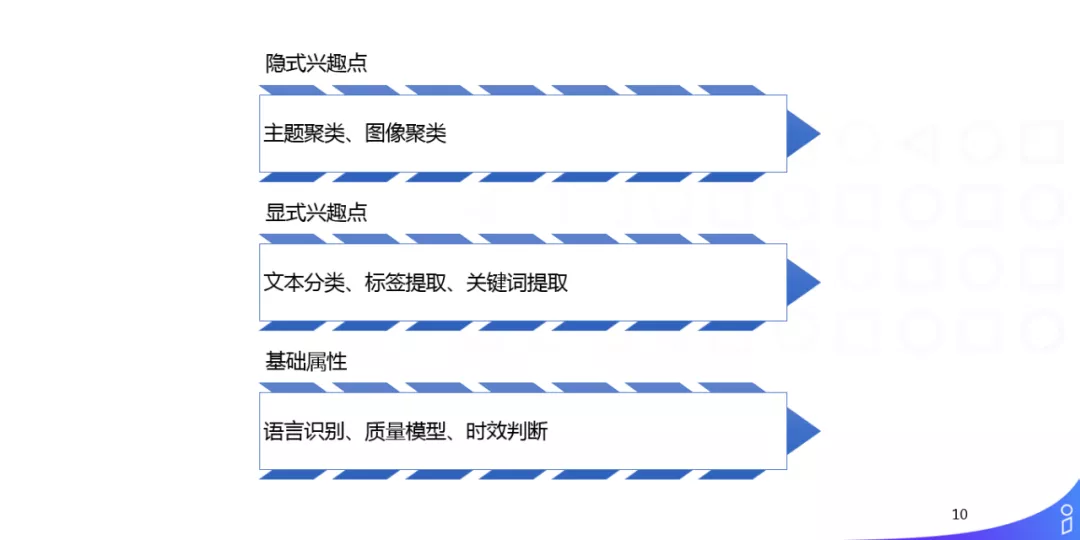 隐式兴趣点
主题聚类、图像聚类
显式兴趣点
文本分类、标签提取、关键词提取
基础属性
语言识别、质量模型、时效判断
10